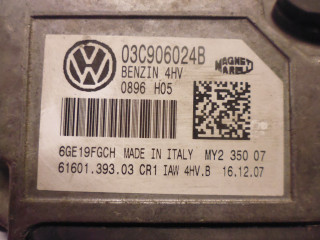 03C906024B
BENZIN 4HV
0896 H05
MAGNETI MARELLI
6GE19FGCH MADE IN ITALY MY2 350 07
61601.393.03 CR1 IAW 4HV.B 16.12.07